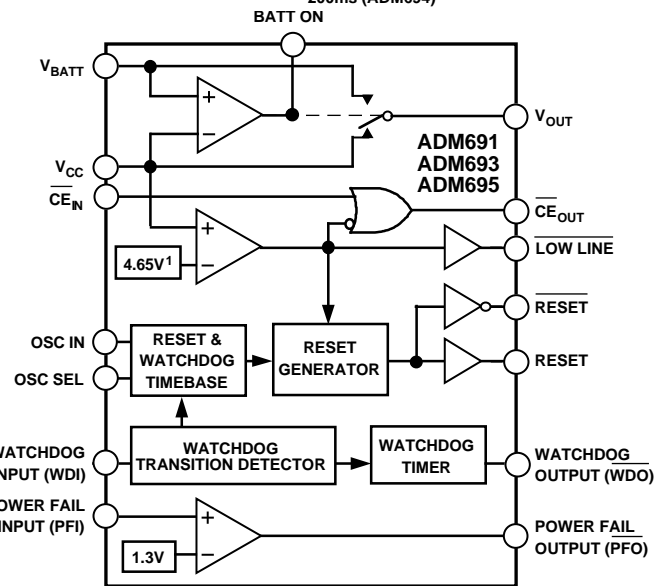 200ms (ADM694)
BATT ON
VBATT
VOUT
ADM691
ADM693
ADM695
VCC
CEIN
CEOUT
4.65V1
LOW LINE
RESET
OSC IN
RESET &
WATCHDOG
TIMEBASE
RESET
GENERATOR
RESET
OSC SEL
WATCHDOG
INPUT (WDI)
WATCHDOG
TRANSITION DETECTOR
WATCHDOG
TIMER
WATCHDOG
OUTPUT (WDO)
POWER FAIL
INPUT (PFI)
1.3V
POWER FAIL
OUTPUT (PFO)